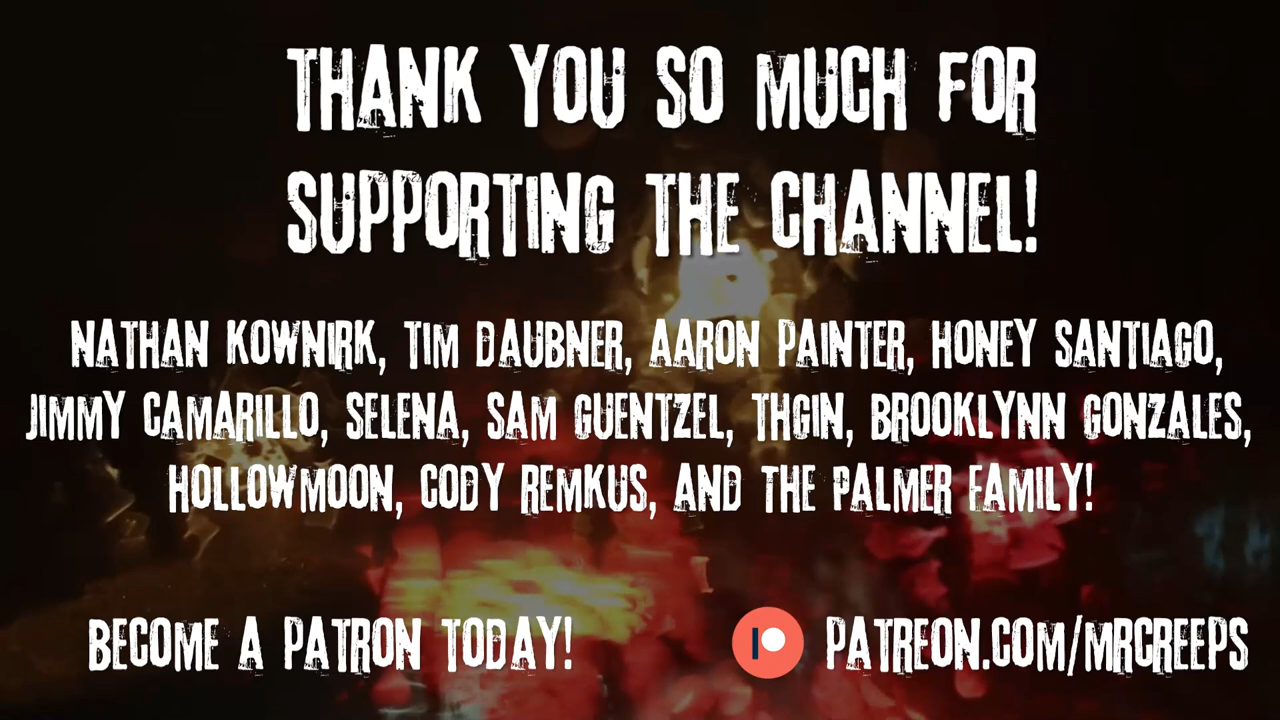 THANK YOU SO MUCH FOR
SUPPORTING THE CHANNEL!
NATHAN KOWNIRK, TIM DAUBNER, AARON PAINTER, HONEY SANTIAGO,
JIMMY CAMARILLO, SELENA, SAM GUENTZEL, THGIN, BROOKLYNN GONZALES,
HOLLOWMOON, CODY REMKUS, AND THE PALMER FAMILY!
BECOME A PATRON TODAY!
PATREON.COM/MRCREEPS